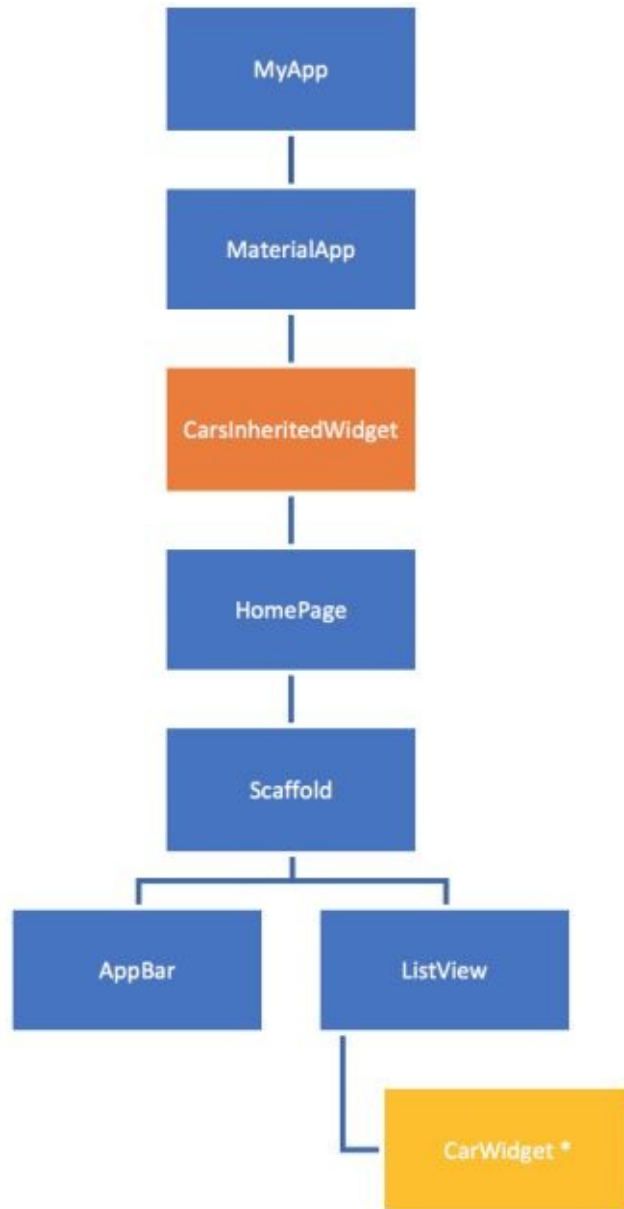 MyApp
MaterialApp
CarsInheritedWidget
HomePage
Scaffold
AppBar
ListView
CarWidget *